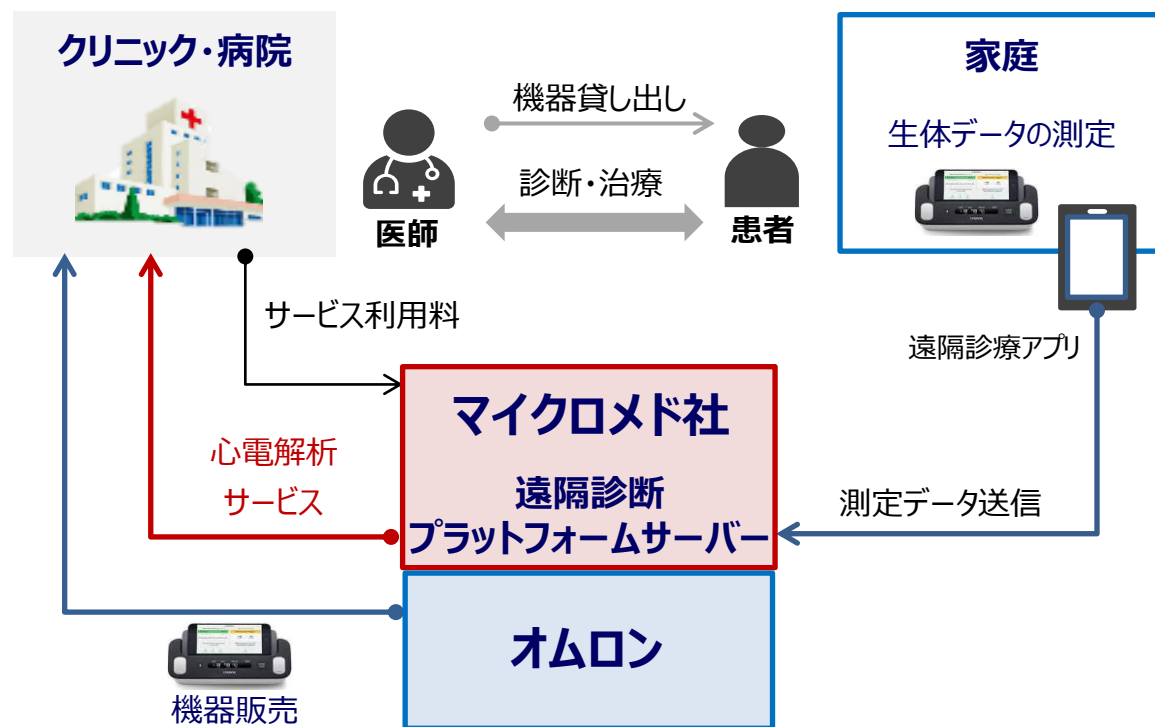 クリニック・病院
機器貸し出し
診断・治療
医師
患者
家庭
生体データの測定
サービス利用料
遠隔診療アプリ
マイクロメド社
遠隔診断
プラットフォームサーバー
心電解析
サービス
測定データ送信
オムロン
機器販売